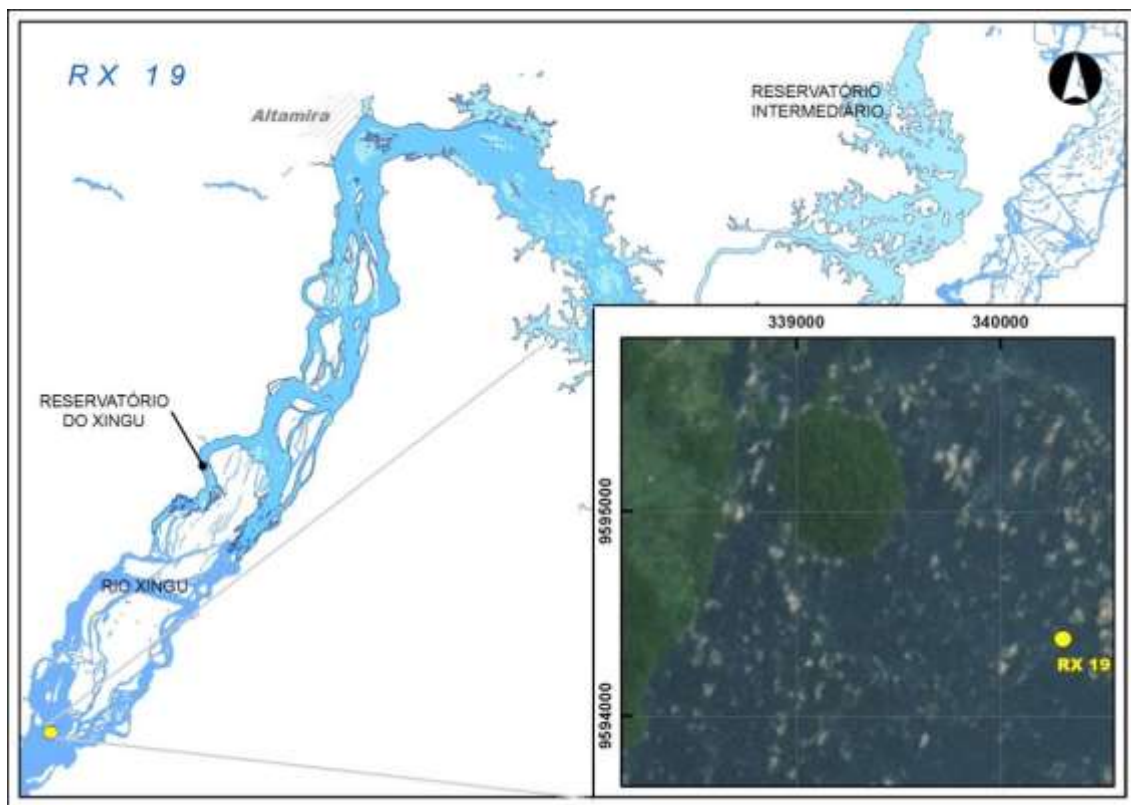 RX 19
Altamira
RESERVATÓRIO
INTERMEDIÁRIO
RESERVATÓRIO
DO XINGU
RIO XINGU
339000
340000
9595000
9594000
RX 19